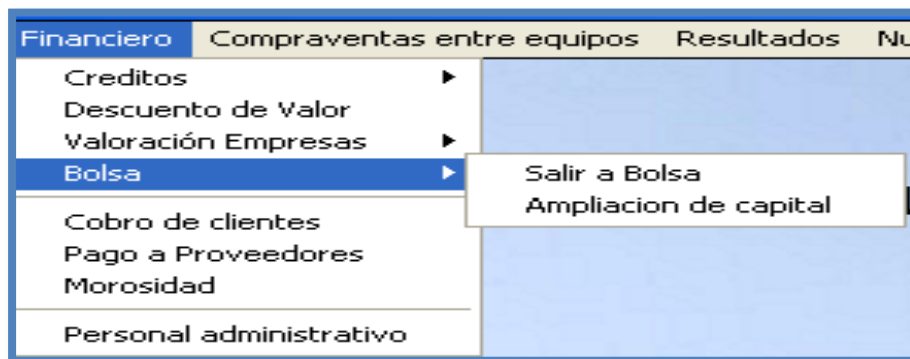 Financiero Compraventas entre equipos Resultados
Creditos
Descuento de Valor
Valoración Empresas
Bolsa
Salir a Bolsa
Ampliacion de capital
Cobro de clientes
Pago a Proveedores
Morosidad
Personal administrativo